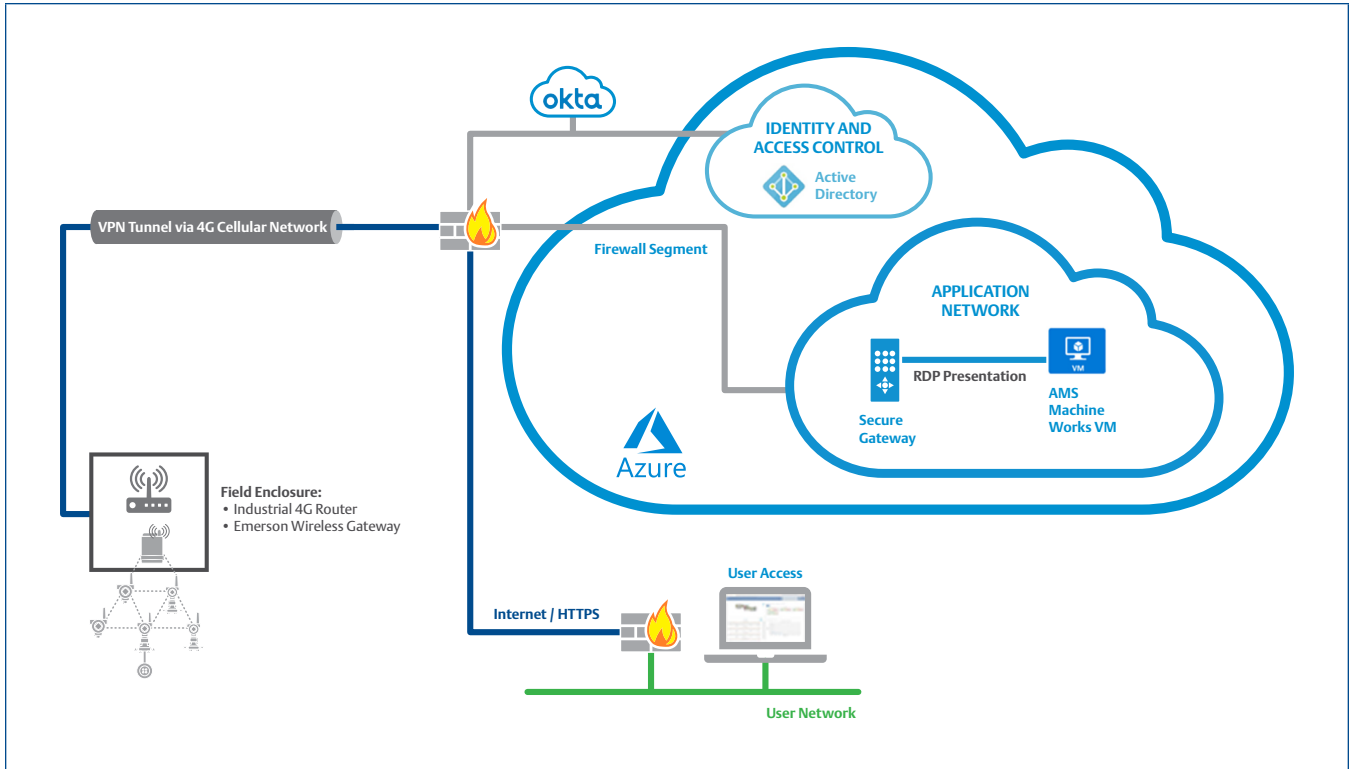 okta
IDENTITY AND
ACCESS CONTROL
Active
Directory
VPN Tunnel via 4G Cellular Network
Firewall Segment
APPLICATION
NETWORK
VM
RDP Presentation
Secure
Gateway
AMS
Machine
Works VM
Azure
Field Enclosure:
• Industrial 4G Router
• Emerson Wireless Gateway
User Access
Internet / HTTPS
User Network